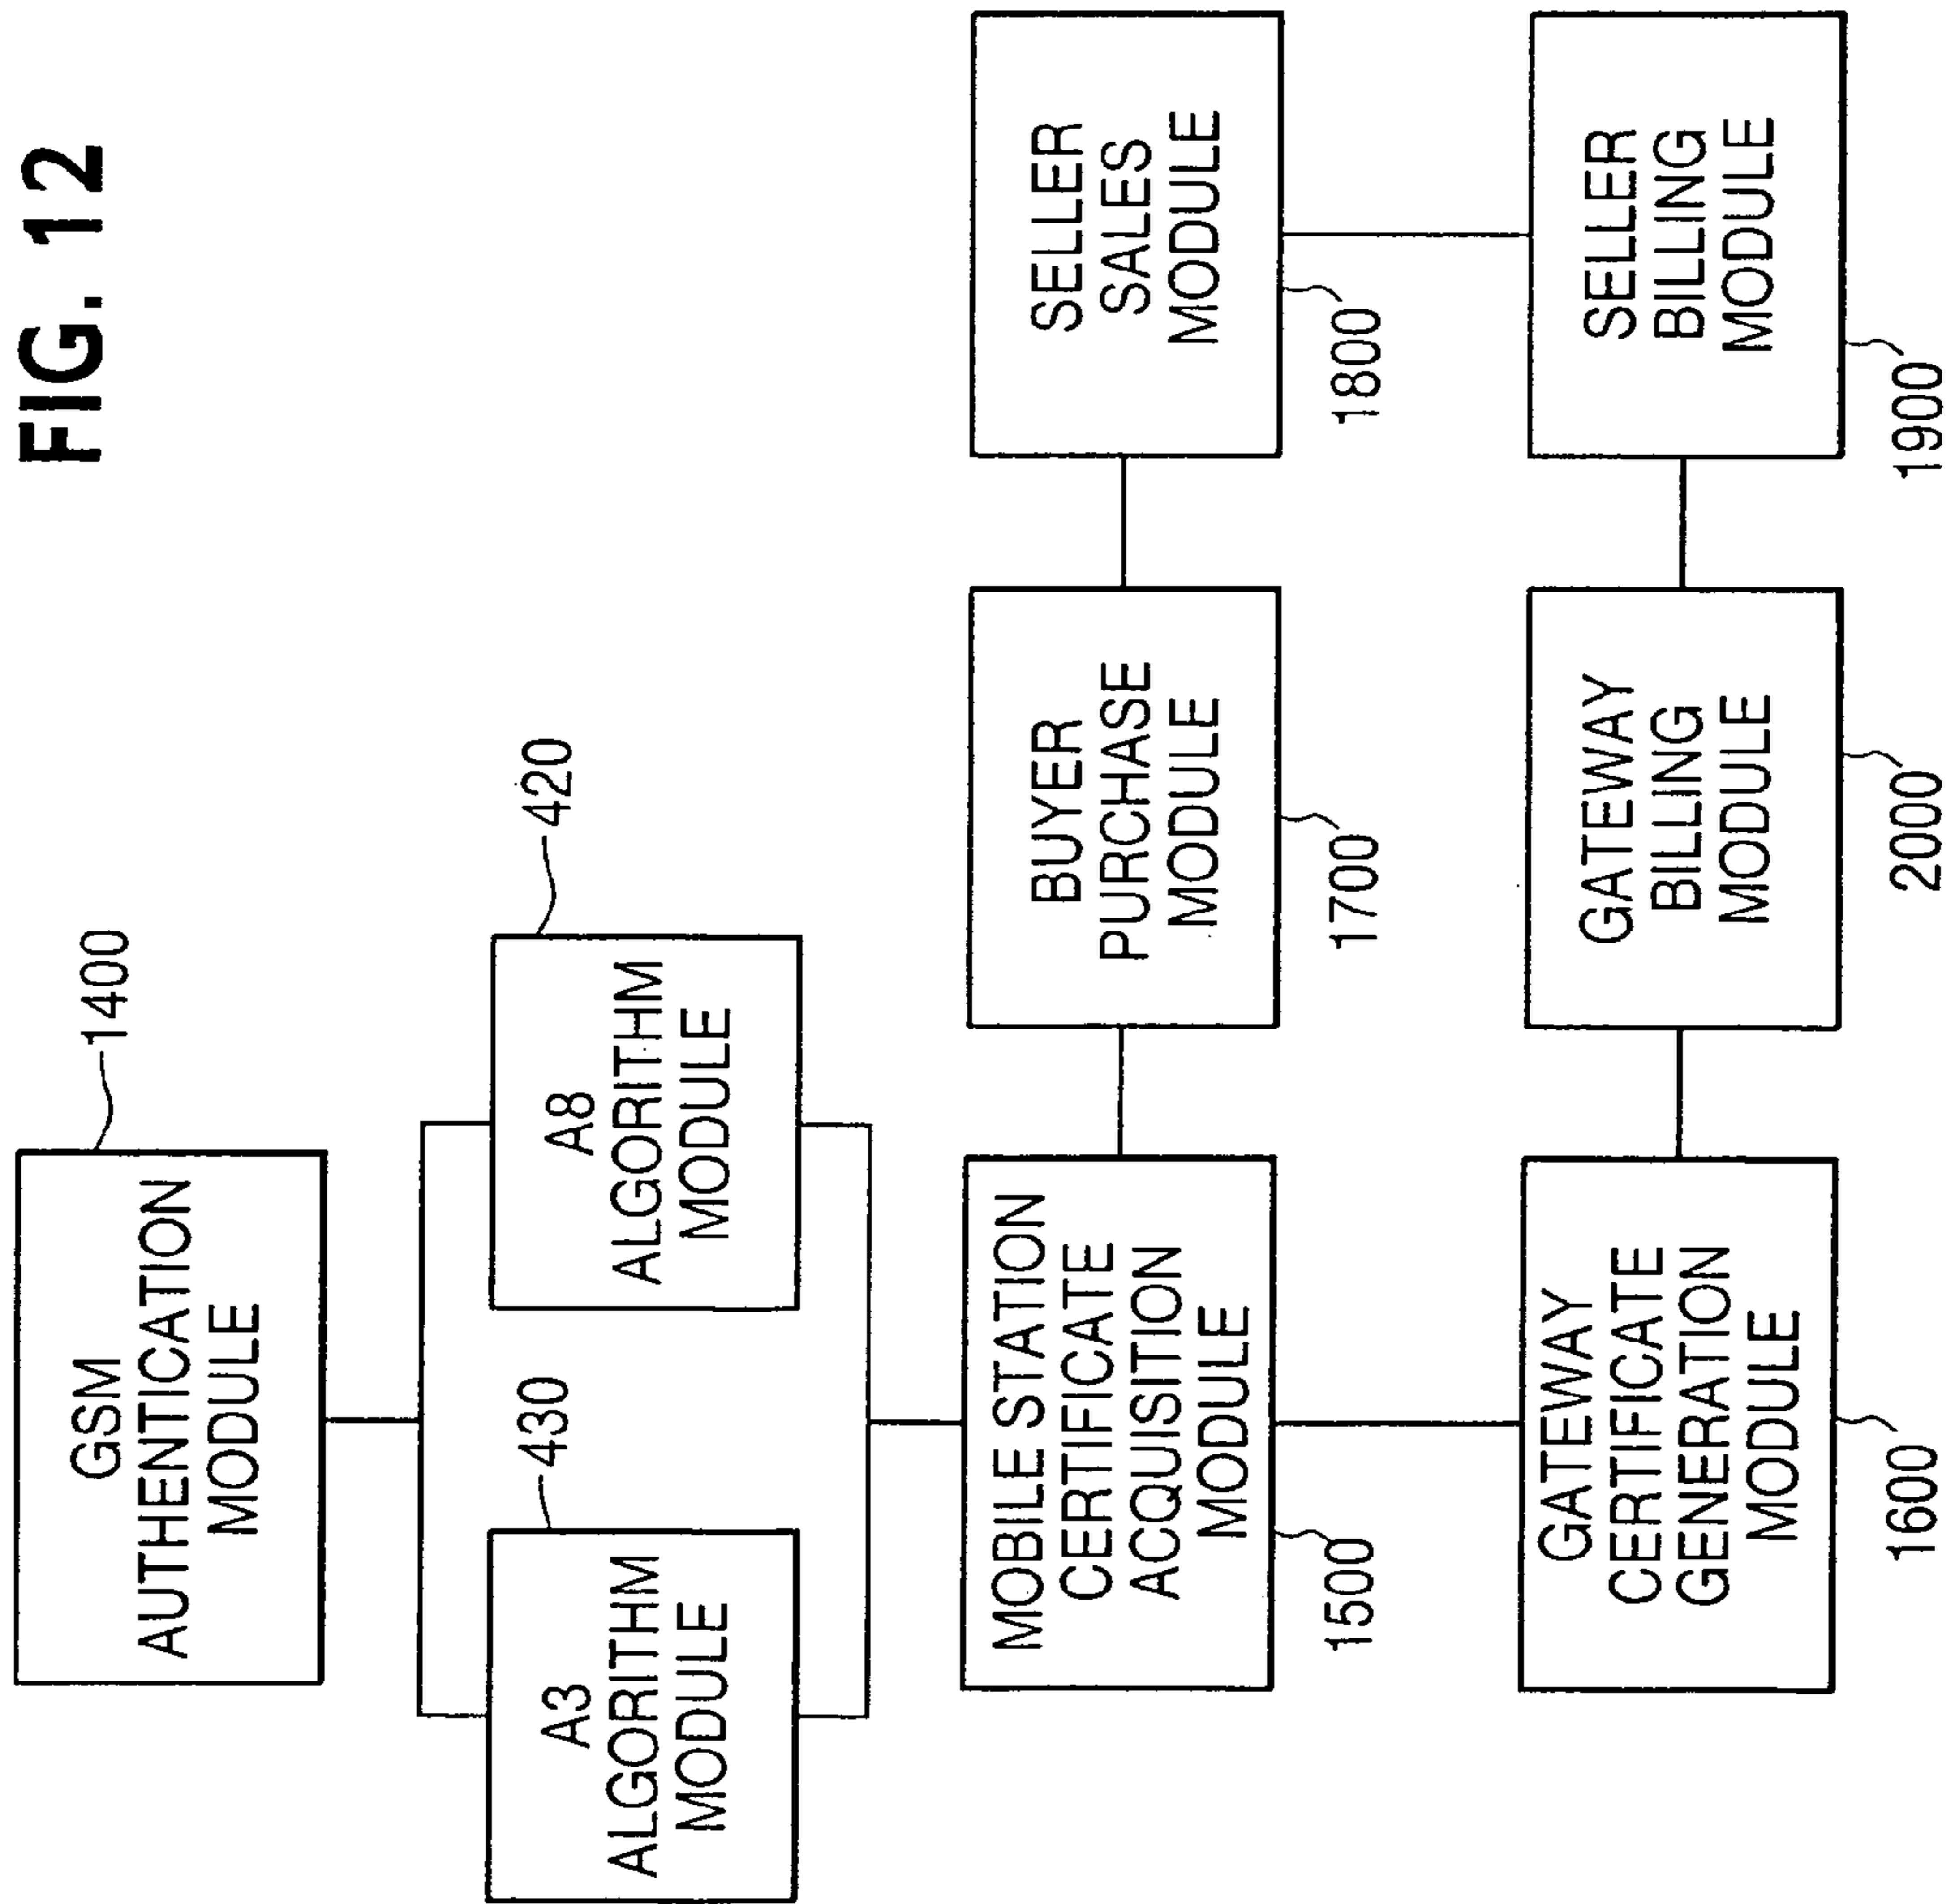 FIG. 12
GSM
AUTHENTICATION
MODULE
1400
A3
ALGORITHM
MODULE
430
A8
ALGORITHM
MODULE
420
MOBILE STATION
CERTIFICATE
ACQUISITION
MODULE
1500
BUYER
PURCHASE
MODULE
1700
SELLER
SALES
MODULE
1800
GATEWAY
CERTIFICATE
GENERATION
MODULE
1600
GATEWAY
BILLING
MODULE
2000
SELLER
BILLING
MODULE
1900